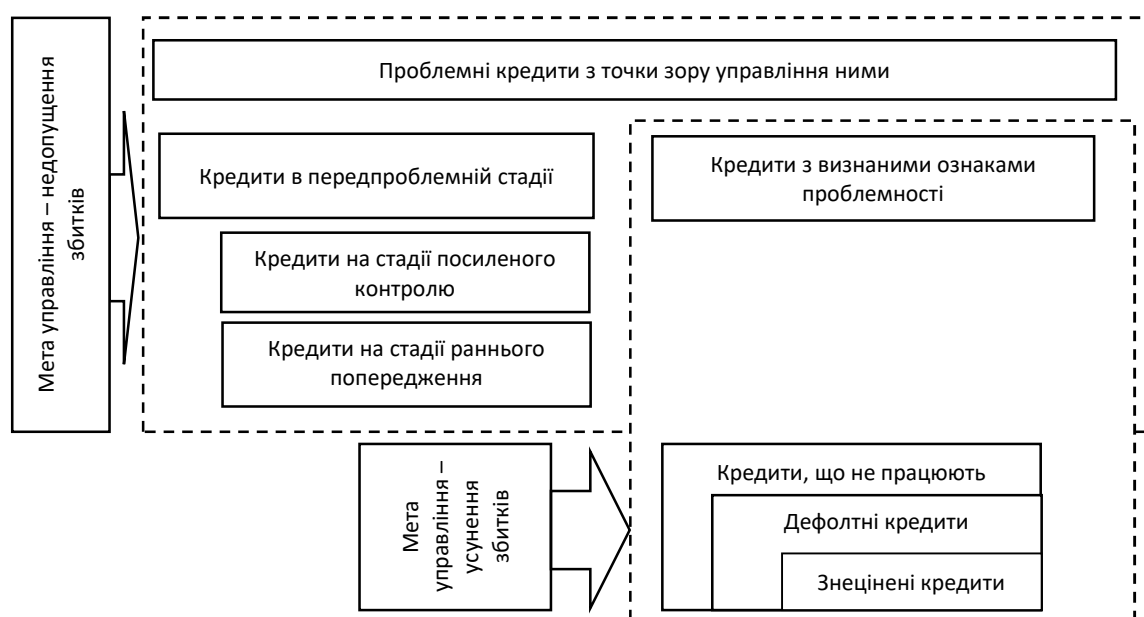 Мета управління – недопущення
збитків
Проблемні кредити з точки зору управління ними
Кредити в передпроблемній стадії
Кредити з визнаними ознаками
проблемності
Кредити на стадії посиленого
контролю
Кредити на стадії раннього
попередження
Мета
управління –
усунення
збитків
Кредити, що не працюють
Дефолтні кредити
Знецінені кредити